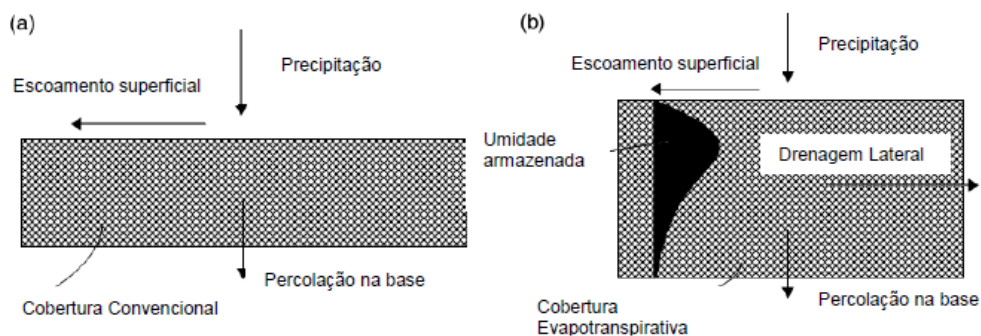 (a)
Precipitação
Escoamento superficial
Percolação na base
Cobertura Convencional
(b)
Precipitação
Escoamento superficial
Umidade
armazenada
Drenagem Lateral
Percolação na base
Cobertura
Evapotranspirativa